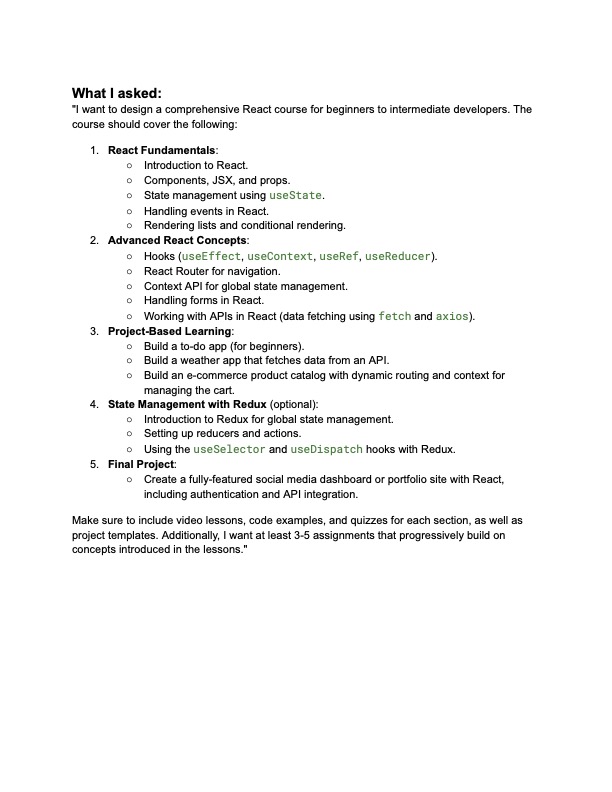 What I asked:
"I want to design a comprehensive React course for beginners to intermediate developers. The
course should cover the following:
1. React Fundamentals:
○ Introduction to React.
○ Components, JSX, and props.
○ State management using useState.
○ Handling events in React.
○ Rendering lists and conditional rendering.
2. Advanced React Concepts:
○ Hooks (useEffect, useContext, useRef, useReducer).
○ React Router for navigation.
○ Context API for global state management.
○ Handling forms in React.
○ Working with APIs in React (data fetching using fetch and axios).
3. Project-Based Learning:
○ Build a to-do app (for beginners).
○ Build a weather app that fetches data from an API.
○ Build an e-commerce product catalog with dynamic routing and context for
managing the cart.
4. State Management with Redux (optional):
○ Introduction to Redux for global state management.
○ Setting up reducers and actions.
○ Using the useSelector and useDispatch hooks with Redux.
5. Final Project:
○ Create a fully-featured social media dashboard or portfolio site with React,
including authentication and API integration.
Make sure to include video lessons, code examples, and quizzes for each section, as well as
project templates. Additionally, I want at least 3-5 assignments that progressively build on
concepts introduced in the lessons."